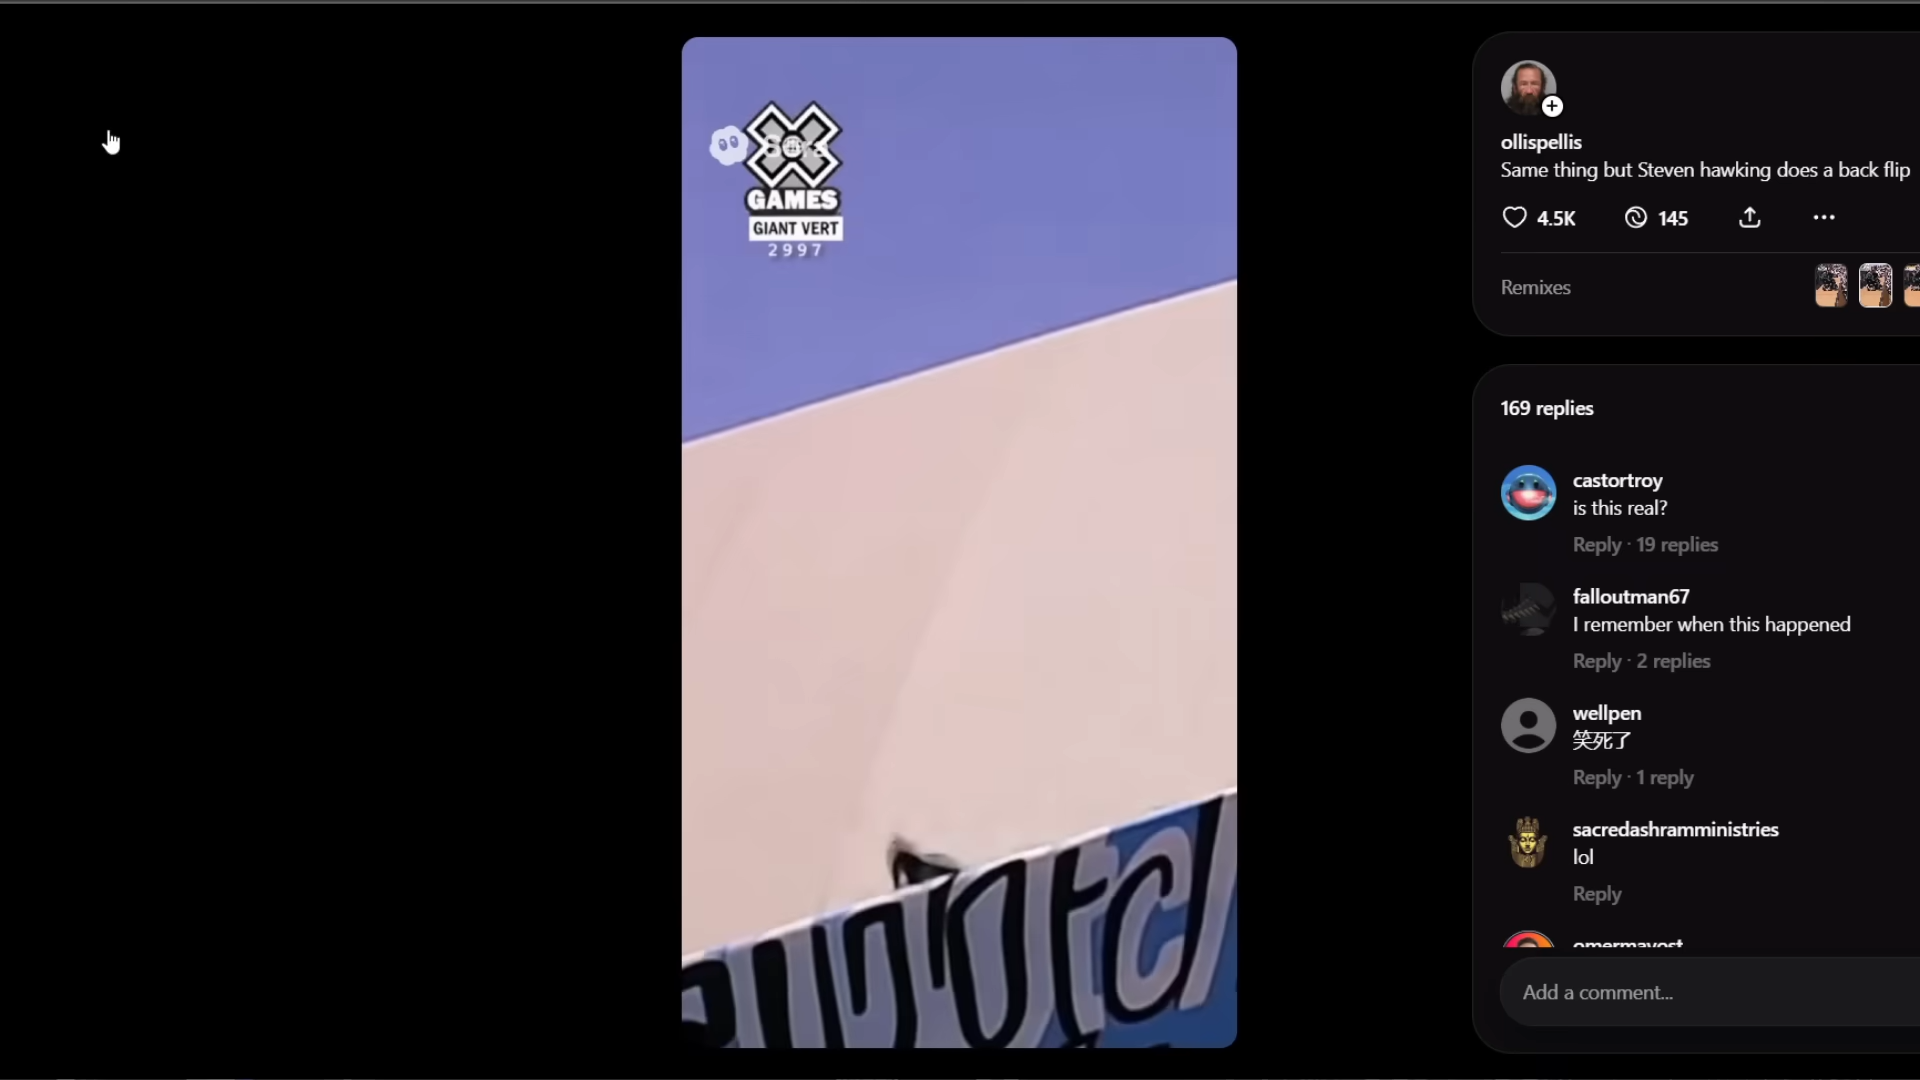 Sora
GAMES
GIANT VERT
2997
ollispellis
Same thing but Steven hawking does a back flip
4.5K
145
Remixes
169 replies
castortroy
is this real?
Reply · 19 replies
falloutman67
I remember when this happened
Reply · 2 replies
wellpen
笑死了
Reply · 1 reply
sacredashramministries
lol
Reply
Add a comment...